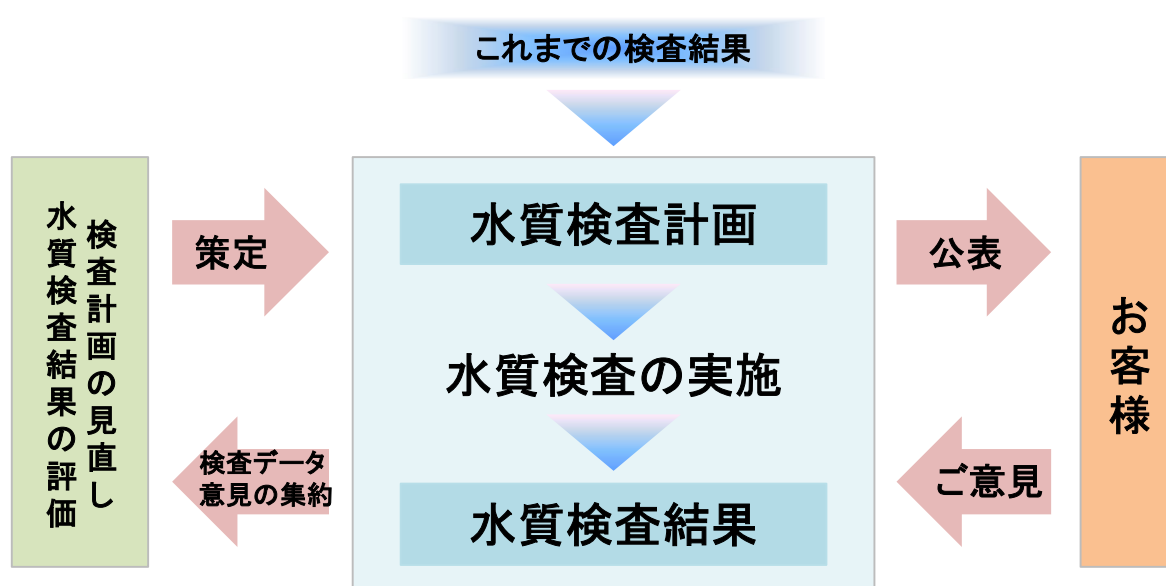 これまでの検査結果
検査計画の見直し
水質検査結果の評価
策定
水質検査計画
公表
お客様
水質検査の実施
検査データ
意見の集約
ご意見
水質検査結果